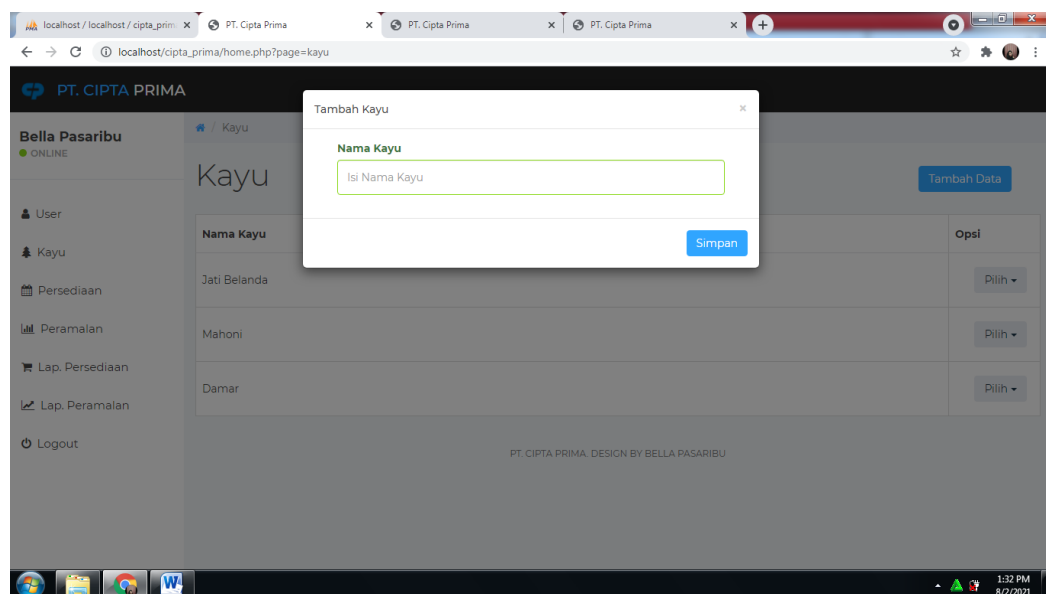 localhost / localhost / cipta_prim
PT. Cipta Prima
PT. Cipta Prima
PT. Cipta Prima
localhost/cipta_prima/home.php?page=kayu
PT. CIPTA PRIMA
Bella Pasaribu
ONLINE
User
Kayu
Persediaan
Peramalan
Lap. Persediaan
Lap. Peramalan
Logout
/ Kayu
Kayu
Tambah Data
Tambah Kayu
×
Nama Kayu
Isi Nama Kayu
Simpan
Nama Kayu
Opsi
Jati Belanda
Pilih
Mahoni
Pilih
Damar
Pilih
PT. CIPTA PRIMA. DESIGN BY BELLA PASARIBU
1:32 PM
8/2/2021